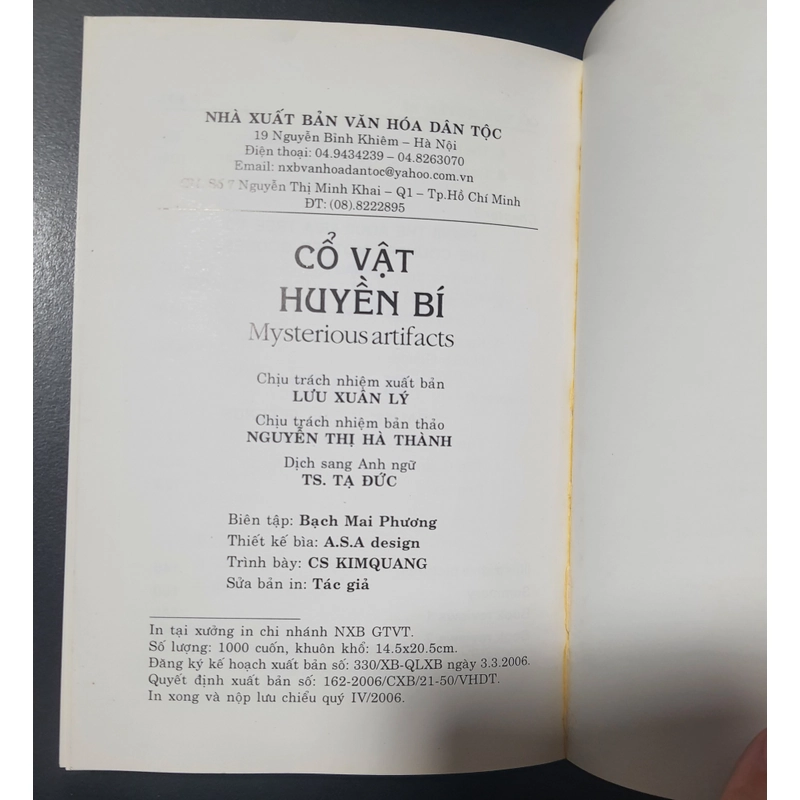 NHÀ XUẤT BẢN VĂN HÓA DÂN TỘC
19 Nguyễn Bỉnh Khiêm – Hà Nội
Điện thoại: 04.9434239 – 04.8263070
Email: nxbvanhoadantoc@yahoo.com.vn
Số 7 Nguyễn Thị Minh Khai – Q1 – Tp.Hồ Chí Minh
ĐT: (08).8222895
CỔ VẬT
HUYỀN BÍ
Mysterious artifacts
Chịu trách nhiệm xuất bản
LƯU XUÂN LÝ
Chịu trách nhiệm bản thảo
NGUYỄN THỊ HÀ THÀNH
Dịch sang Anh ngữ
TS. TẠ ĐỨC
Biên tập: Bạch Mai Phương
Thiết kế bìa: A.S.A design
Trình bày: CS KIMQUANG
Sửa bản in: Tác giả
In tại xưởng in chi nhánh NXB GTVT.
Số lượng: 1000 cuốn, khuôn khổ: 14.5x20.5cm.
Đăng ký kế hoạch xuất bản số: 330/XB-QLXB ngày 3.3.2006.
Quyết định xuất bản số: 162-2006/CXB/21-50/VHDT.
In xong và nộp lưu chiểu quý IV/2006.